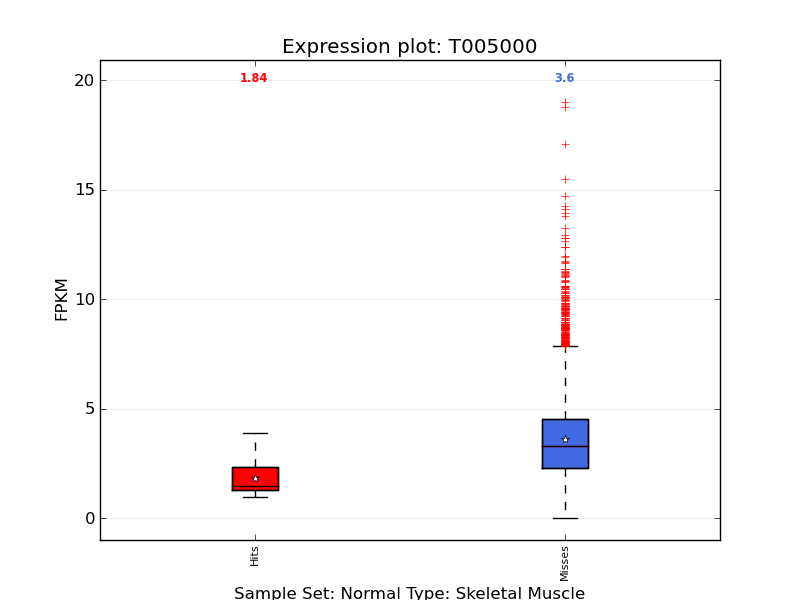 Expression plot: T005000
1.84
3.6
20
15
10
5
0
FPKM
Hits
Misses
Sample Set: Normal Type: Skeletal Muscle